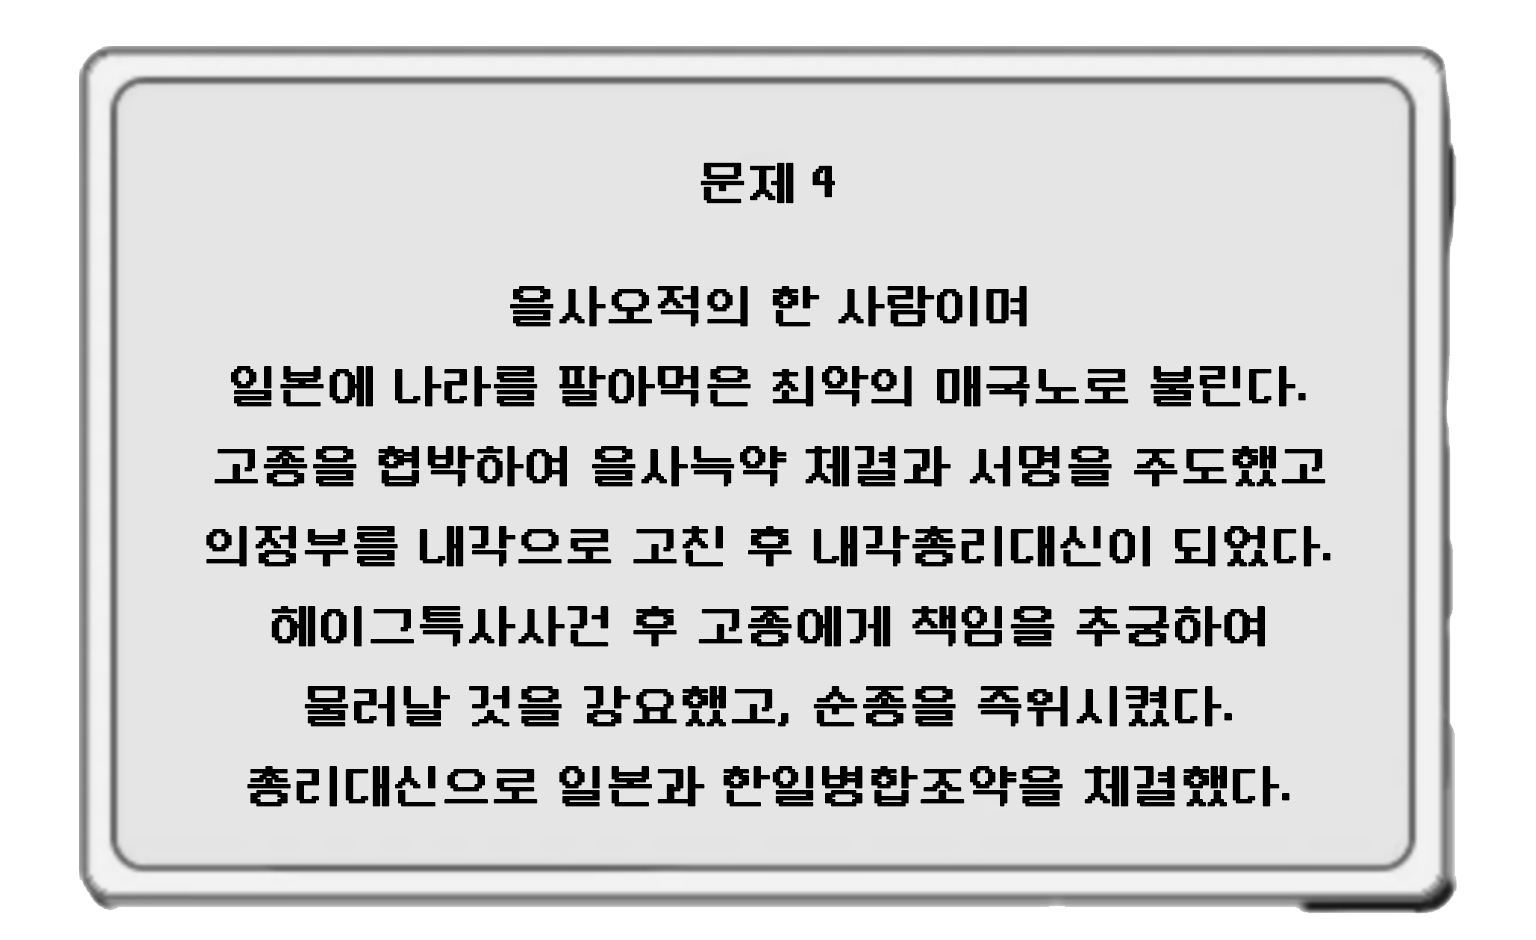 문제 4
을사오적의 한 사람이며
일본에 나라를 팔아먹은 최악의 매국노로 불린다.
고종을 협박하여 을사늑약 체결과 서명을 주도했고
의정부를 내각으로 고친 후 내각총리대신이 되었다.
헤이그특사사건 후 고종에게 책임을 추궁하여
물러날 것을 강요했고, 순종을 즉위시켰다.
총리대신으로 일본과 한일병합조약을 체결했다.